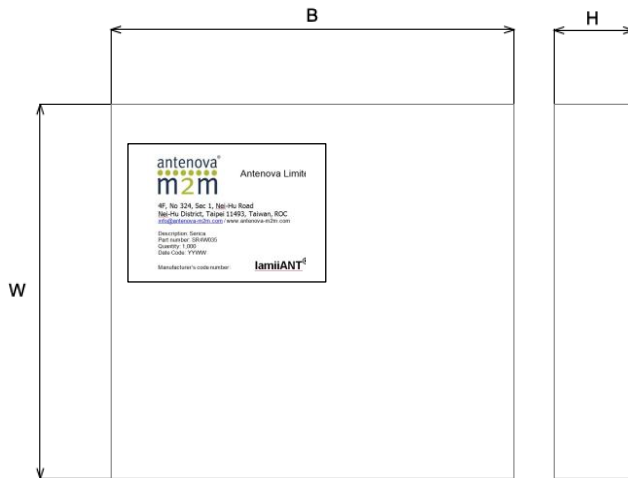 B
H
antenova®
m2m
Antenova Limite
4F, No 324, Sec 1, Nei-Hu Road
Nei-Hu District, Taipei 11493, Taiwan, ROC
info@antenova-m2m.com / www.antenova-m2m.com
Description: Serica
Part number: SR4W035
Quantity: 1,000
Date Code: YYWW
Manufacturer's code number:
lamiiANT
W